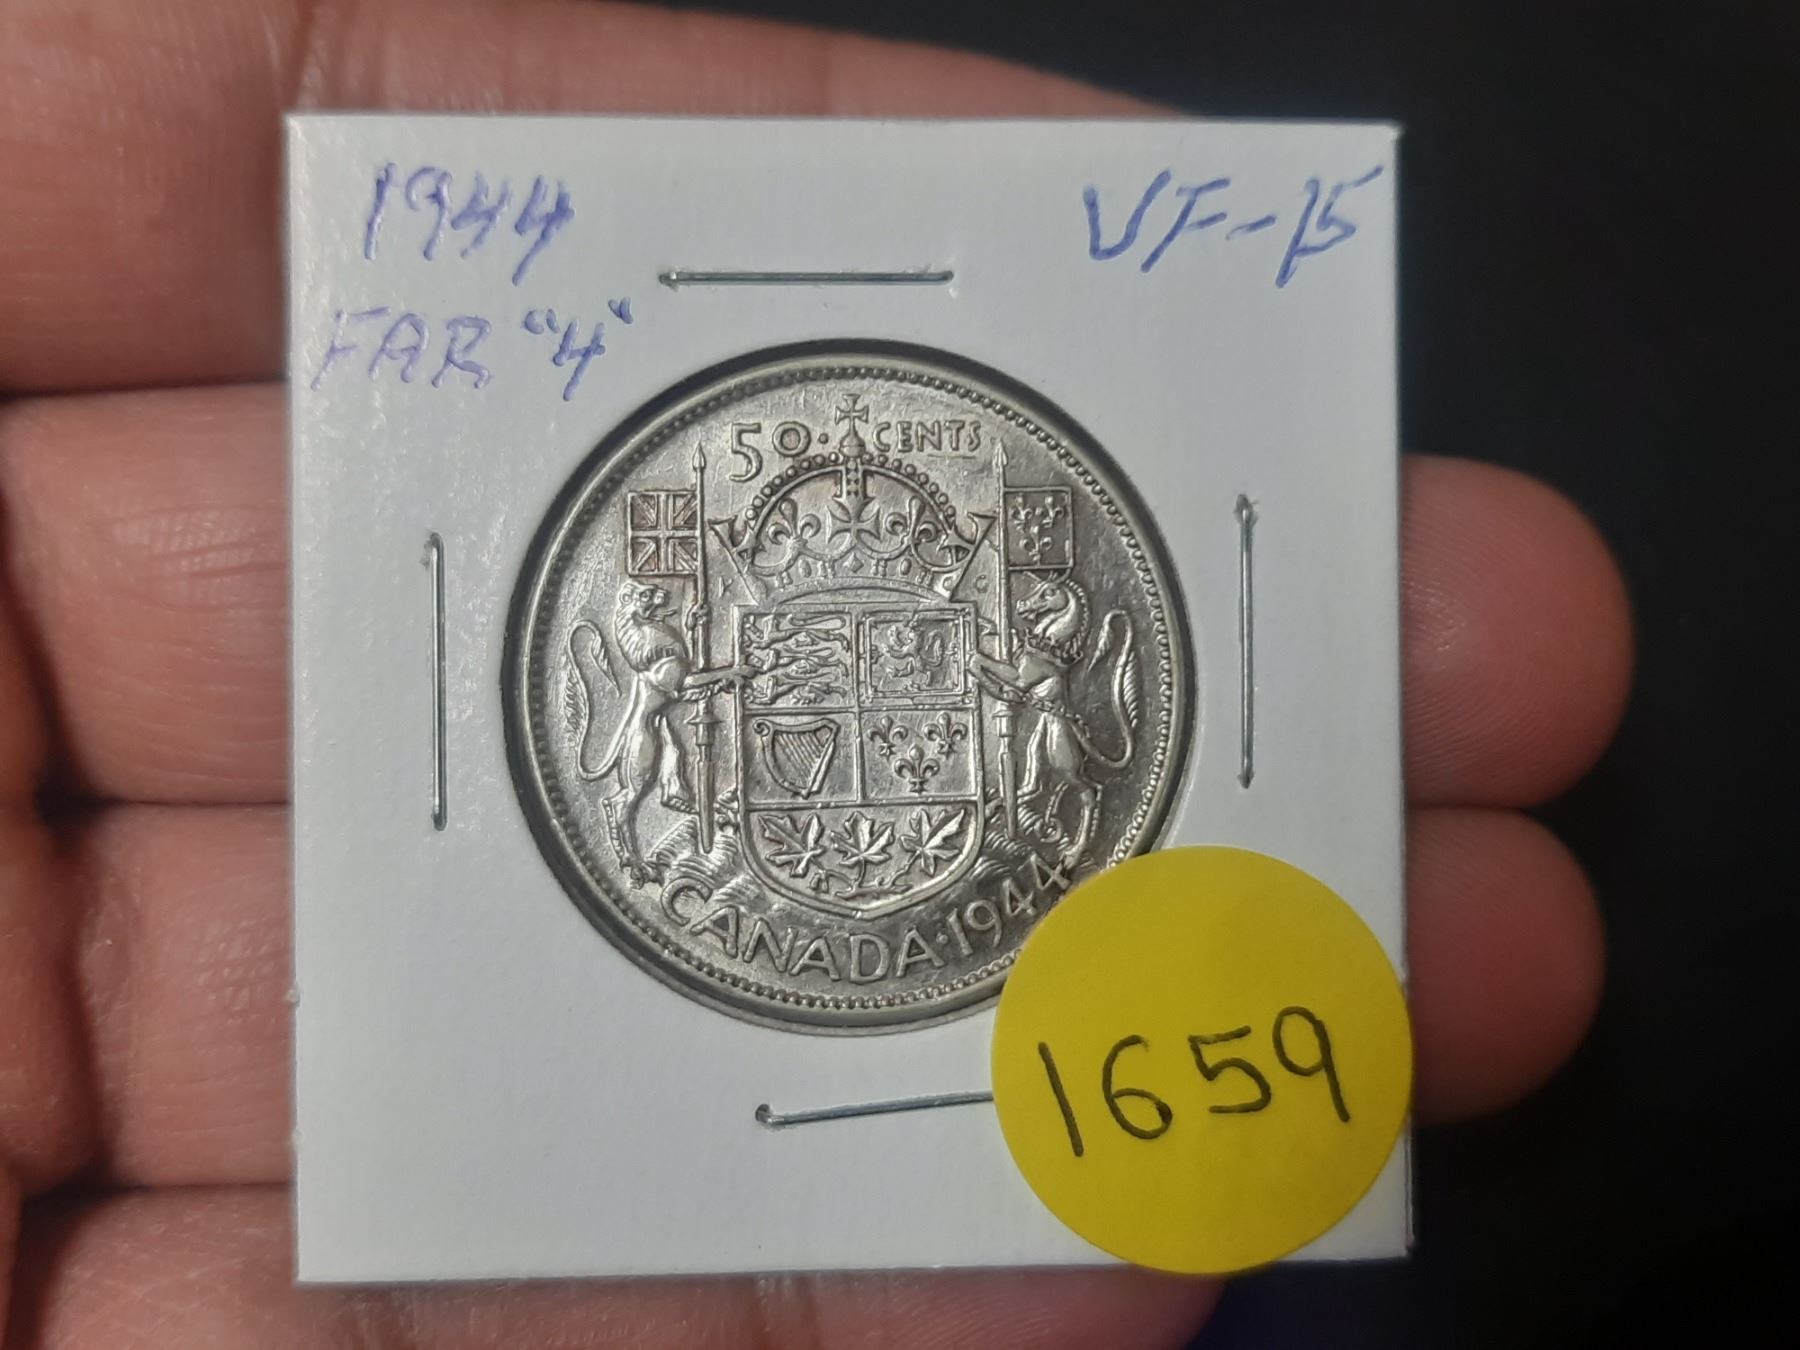 1944
VF-15
FAR "4"
50 · CENTS
K G
CANADA · 1944
1659